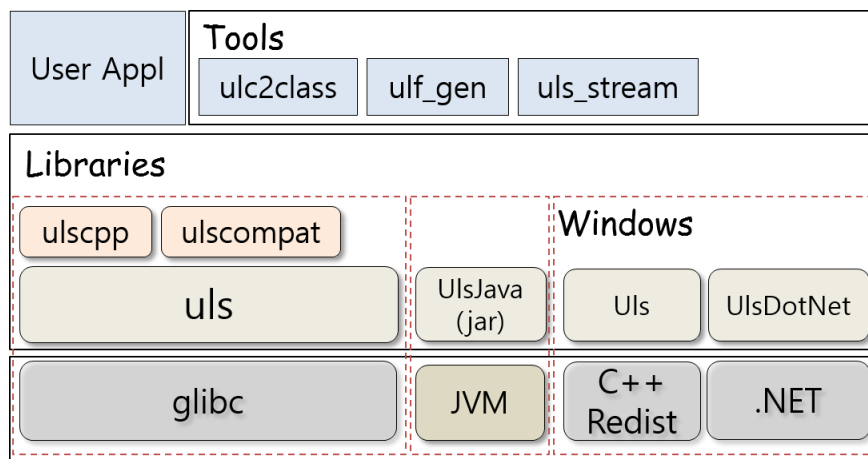 User Appl
Tools
ulc2class
ulf_gen
uls_stream
Libraries
Windows
ulscpp
ulscompat
uls
UlsJava
(jar)
Uls
UlsDotNet
glibc
JVM
C++
Redist
.NET